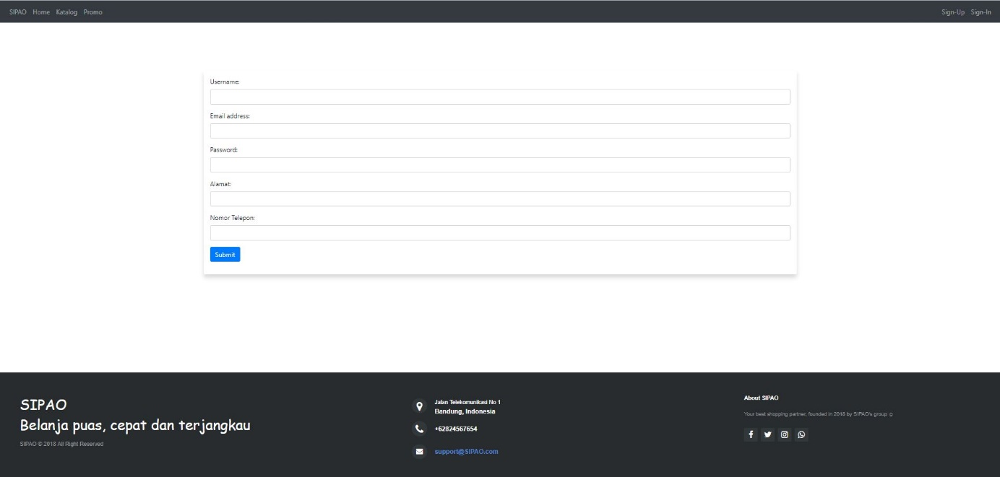 SIPAO Home Katalog Promo Sign-Up Sign-In
Username:
Email address:
Password:
Alamat:
Nomor Telepon:
Submit
SIPAO
Belanja puas, cepat dan terjangkau
SIPAO © 2018 All Right Reserved
Jalan Telekomunikasi No 1
Bandung, Indonesia
+62824567654
support@SIPAO.com
About SIPAO
Your best shopping partner, founded in 2018 by SIPAO's group ☺